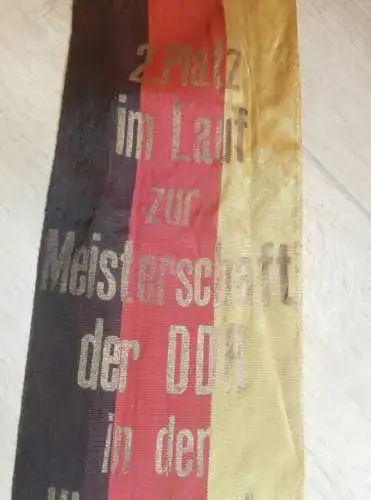 2. Platz
im Lauf
zur
Meisterschaft
der DDR
in der